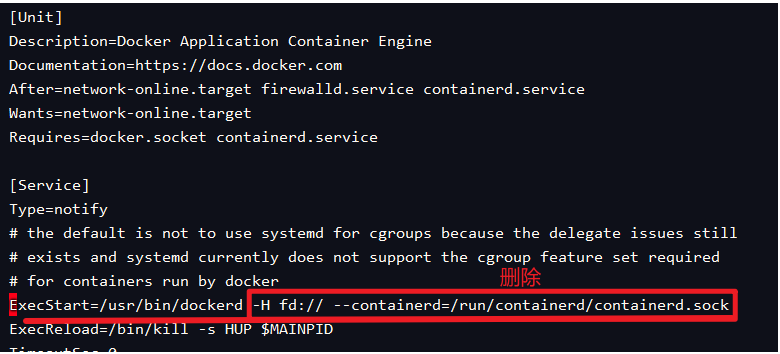 [Unit]
Description=Docker Application Container Engine
Documentation=https://docs.docker.com
After=network-online.target firewalld.service containerd.service
Wants=network-online.target
Requires=docker.socket containerd.service
[Service]
Type=notify
# the default is not to use systemd for cgroups because the delegate issues still
# exists and systemd currently does not support the cgroup feature set required
# for containers run by docker
删除
ExecStart=/usr/bin/dockerd -H fd:// --containerd=/run/containerd/containerd.sock
ExecReload=/bin/kill -s HUP $MAINPID
TimeoutSec=0